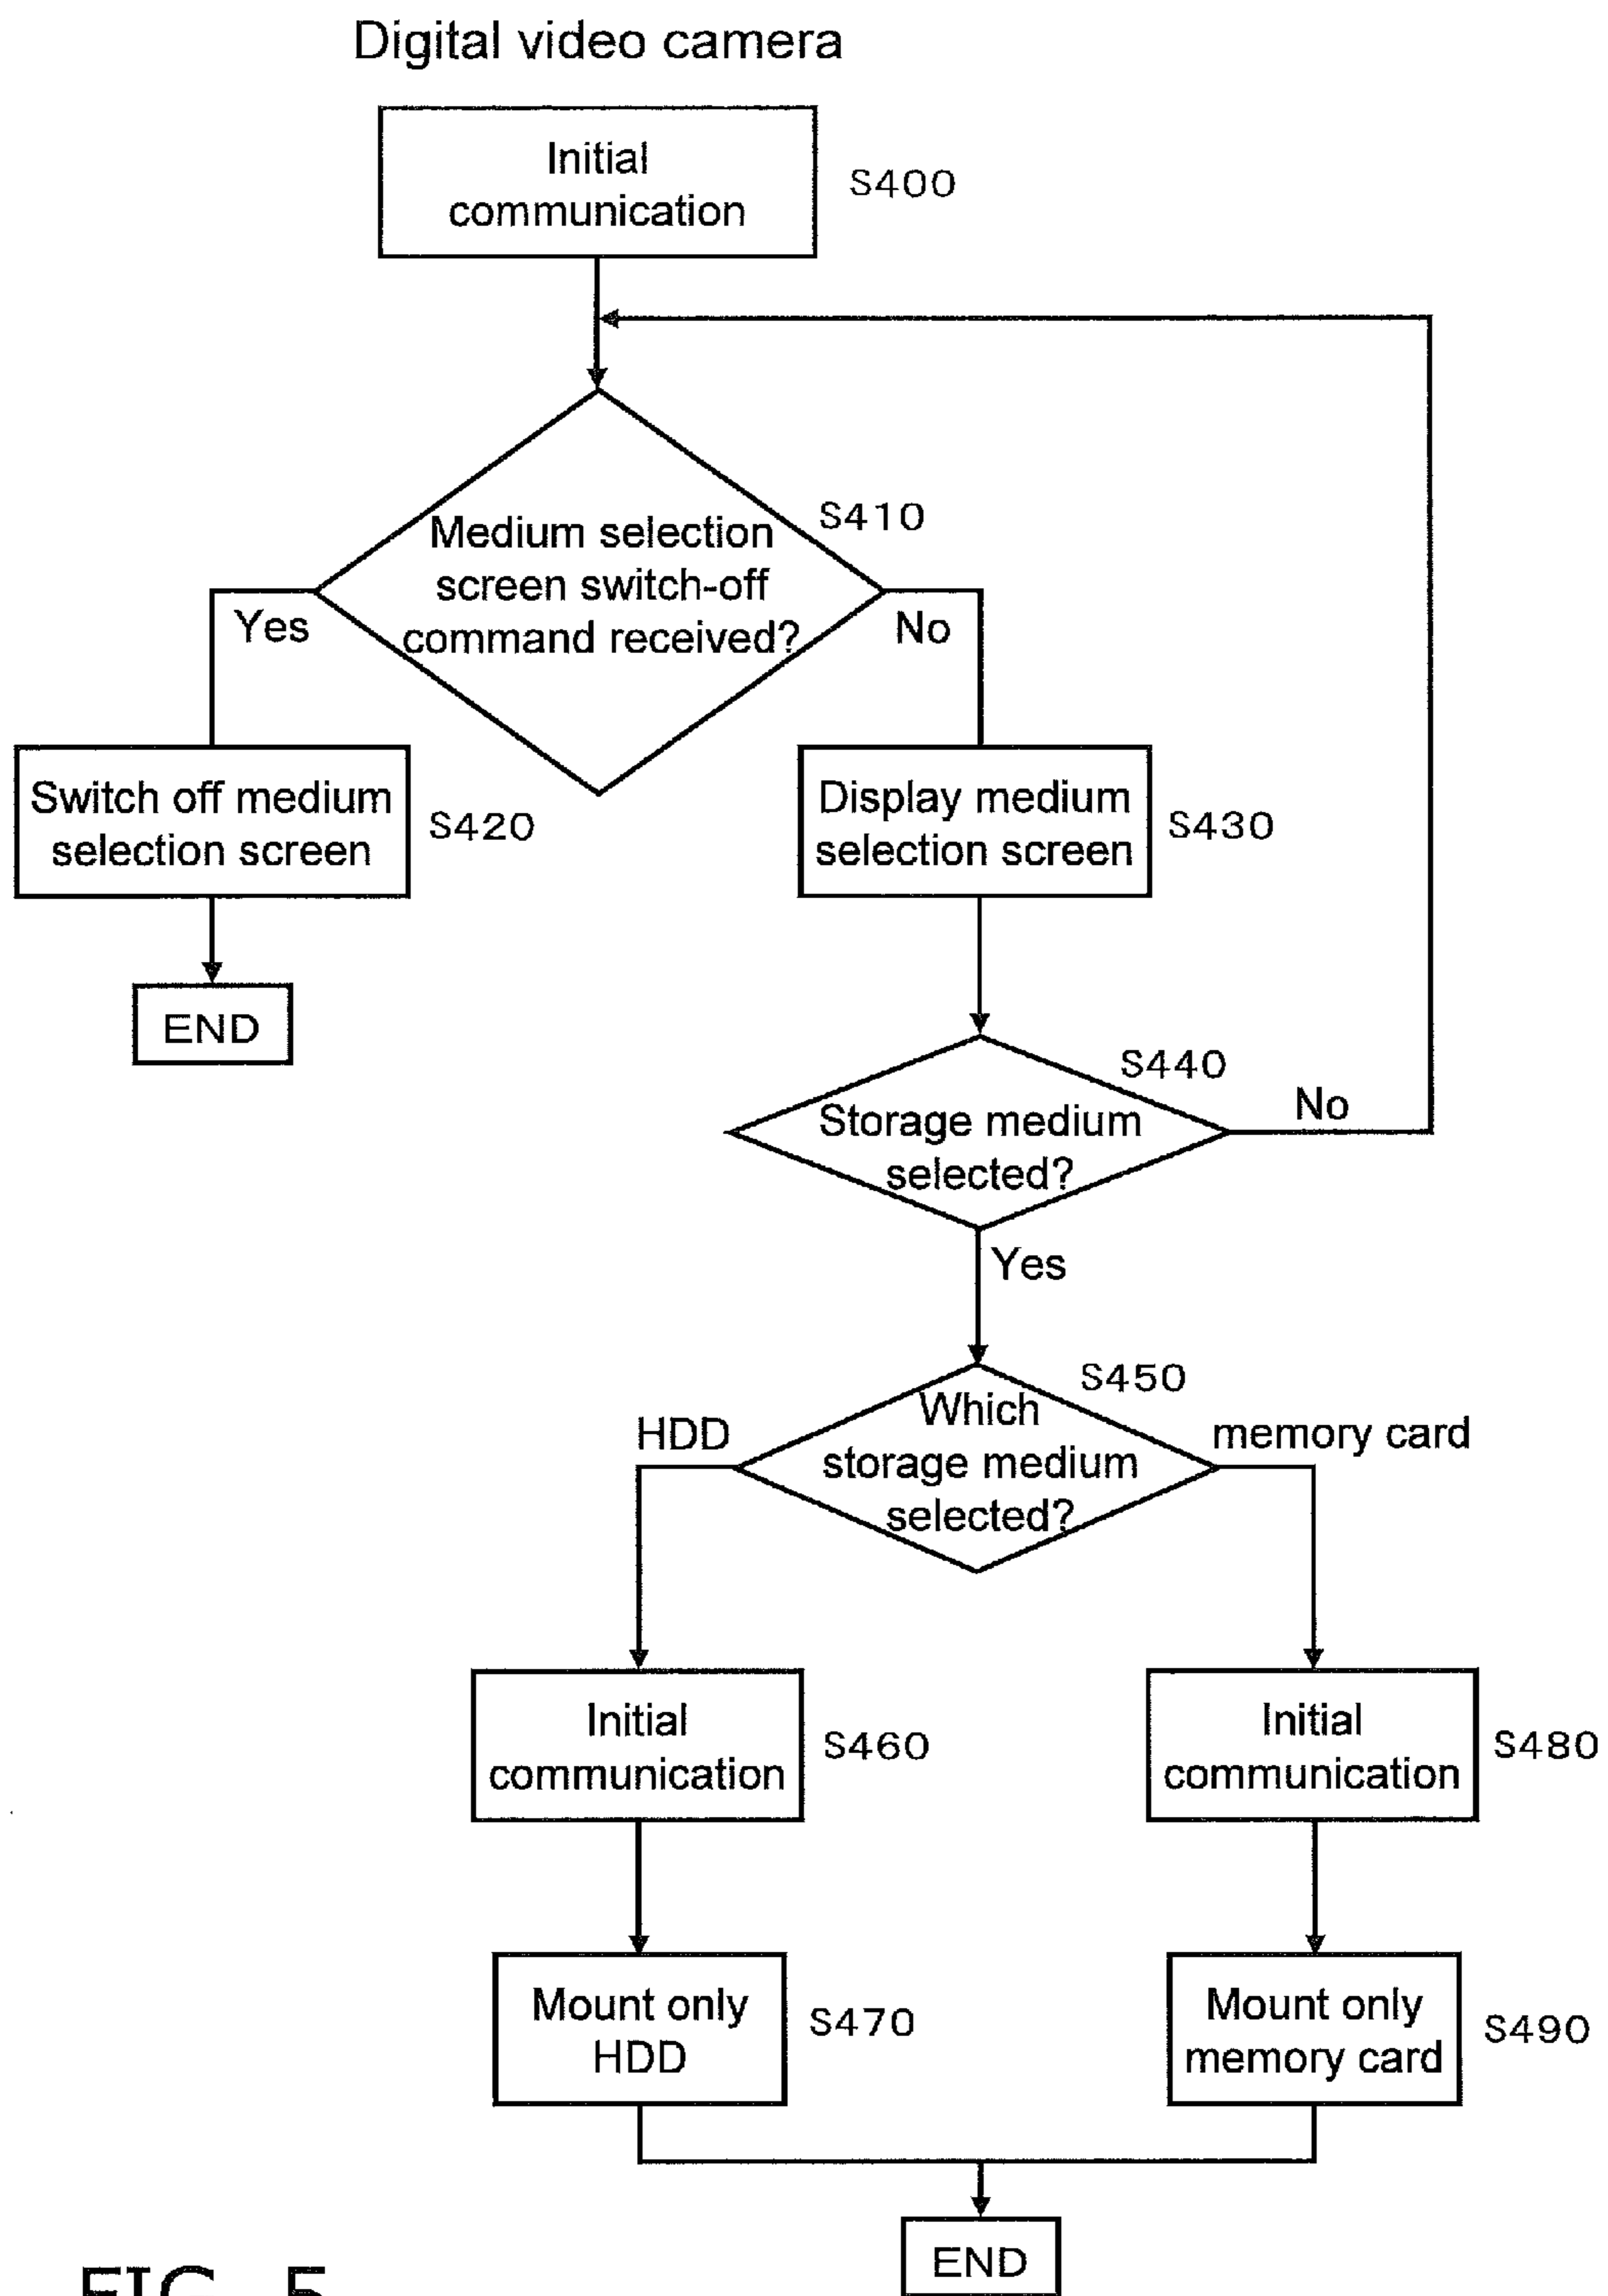 Digital video camera
Initial
communication
S400
S410
Medium selection
screen switch-off
command received?
Yes
No
Switch off medium
selection screen
S420
Display medium
selection screen
S430
END
S440
Storage medium
selected?
No
Yes
S450
Which
storage medium
selected?
HDD
memory card
Initial
communication
S460
Initial
communication
S480
Mount only
HDD
S470
Mount only
memory card
S490
END
FIG. 5